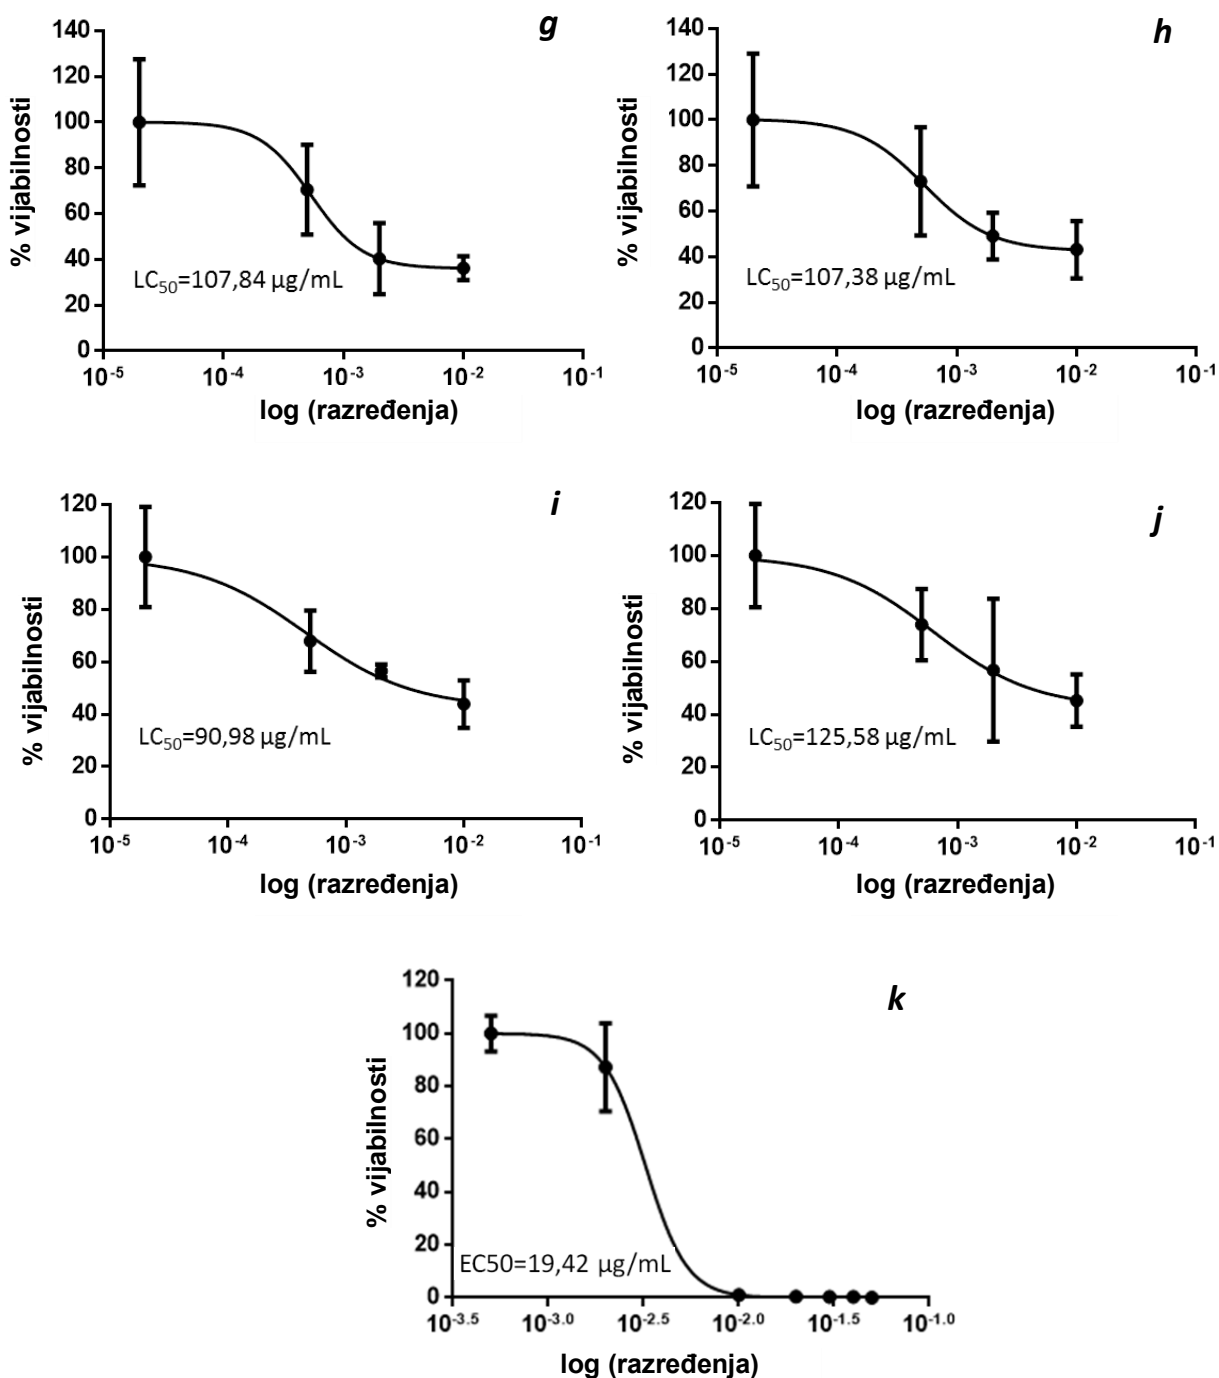 g
140
120
100
80
60
40
20
0
% vijabilnosti
LC₅₀=107,84 µg/mL
10⁻⁵ 10⁻⁴ 10⁻³ 10⁻² 10⁻¹
log (razređenja)
h
140
120
100
80
60
40
20
0
% vijabilnosti
LC₅₀=107,38 µg/mL
10⁻⁵ 10⁻⁴ 10⁻³ 10⁻² 10⁻¹
log (razređenja)
i
120
100
80
60
40
20
0
% vijabilnosti
LC₅₀=90,98 µg/mL
10⁻⁵ 10⁻⁴ 10⁻³ 10⁻² 10⁻¹
log (razređenja)
j
120
100
80
60
40
20
0
% vijabilnosti
LC₅₀=125,58 µg/mL
10⁻⁵ 10⁻⁴ 10⁻³ 10⁻² 10⁻¹
log (razređenja)
k
120
100
80
60
40
20
0
% vijabilnosti
EC50=19,42 µg/mL
10⁻³·⁵ 10⁻³·⁰ 10⁻²·⁵ 10⁻²·⁰ 10⁻¹·⁵ 10⁻¹·⁰
log (razređenja)